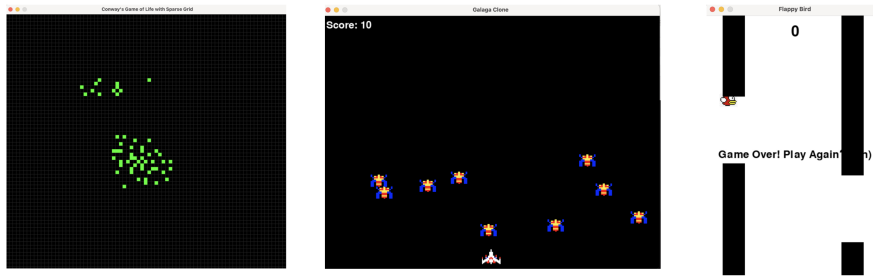 Conway's Game of Life with Sparse Grid
Galaga Clone
Score: 10
Flappy Bird
0
Game Over! Play Again n)